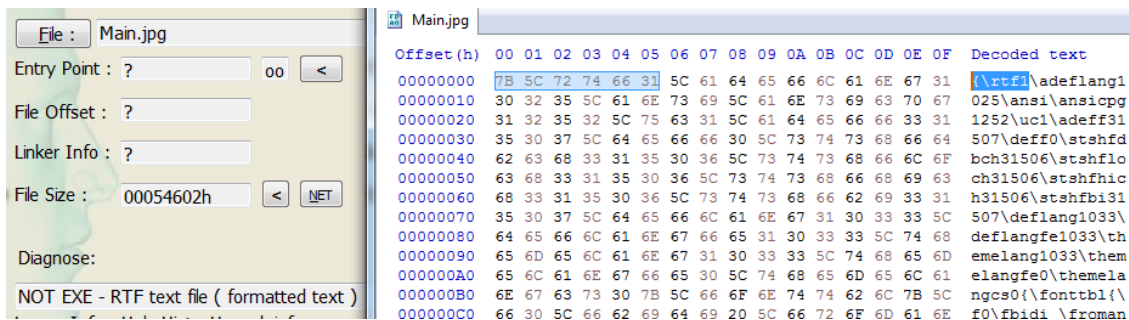 File : Main.jpg
Entry Point : ? oo <
File Offset : ?
Linker Info : ?
File Size : 00054602h < NET
Diagnose:
NOT EXE - RTF text file ( formatted text )
Main.jpg
Offset(h) 00 01 02 03 04 05 06 07 08 09 0A 0B 0C 0D 0E 0F Decoded text
00000000 7B 5C 72 74 66 31 5C 61 64 65 66 6C 61 6E 67 31 {\rtf1\adeflang1
00000010 30 32 35 5C 61 6E 73 69 5C 61 6E 73 69 63 70 67 025\ansi\ansicpg
00000020 31 32 35 32 5C 75 63 31 5C 61 64 65 66 66 33 31 1252\uc1\adeff31
00000030 35 30 37 5C 64 65 66 66 30 5C 73 74 73 68 66 64 507\deff0\stshfd
00000040 62 63 68 33 31 35 30 36 5C 73 74 73 68 66 6C 6F bch31506\stshflo
00000050 63 68 33 31 35 30 36 5C 73 74 73 68 66 68 69 63 ch31506\stshfhic
00000060 68 33 31 35 30 36 5C 73 74 73 68 66 62 69 33 31 h31506\stshfbi31
00000070 35 30 37 5C 64 65 66 6C 61 6E 67 31 30 33 33 5C 507\deflang1033\
00000080 64 65 66 6C 61 6E 67 66 65 31 30 33 33 5C 74 68 deflangfe1033\th
00000090 65 6D 65 6C 61 6E 67 31 30 33 33 5C 74 68 65 6D emelang1033\them
000000A0 65 6C 61 6E 67 66 65 30 5C 74 68 65 6D 65 6C 61 elangfe0\themela
000000B0 6E 67 63 73 30 7B 5C 66 6F 6E 74 74 62 6C 7B 5C ngcs0{\fonttbl{\
000000C0 66 30 5C 66 62 69 64 69 20 5C 66 72 6F 6D 61 6E f0\fbidi \froman